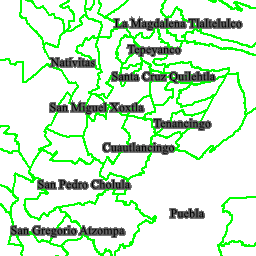 La Magdalena Tlaltelulco
Tepeyanco
Nativitas
Santa Cruz Quilehtla
San Miguel Xoxtla
Tenancingo
Cuautlancingo
San Pedro Cholula
Puebla
San Gregorio Atzompa